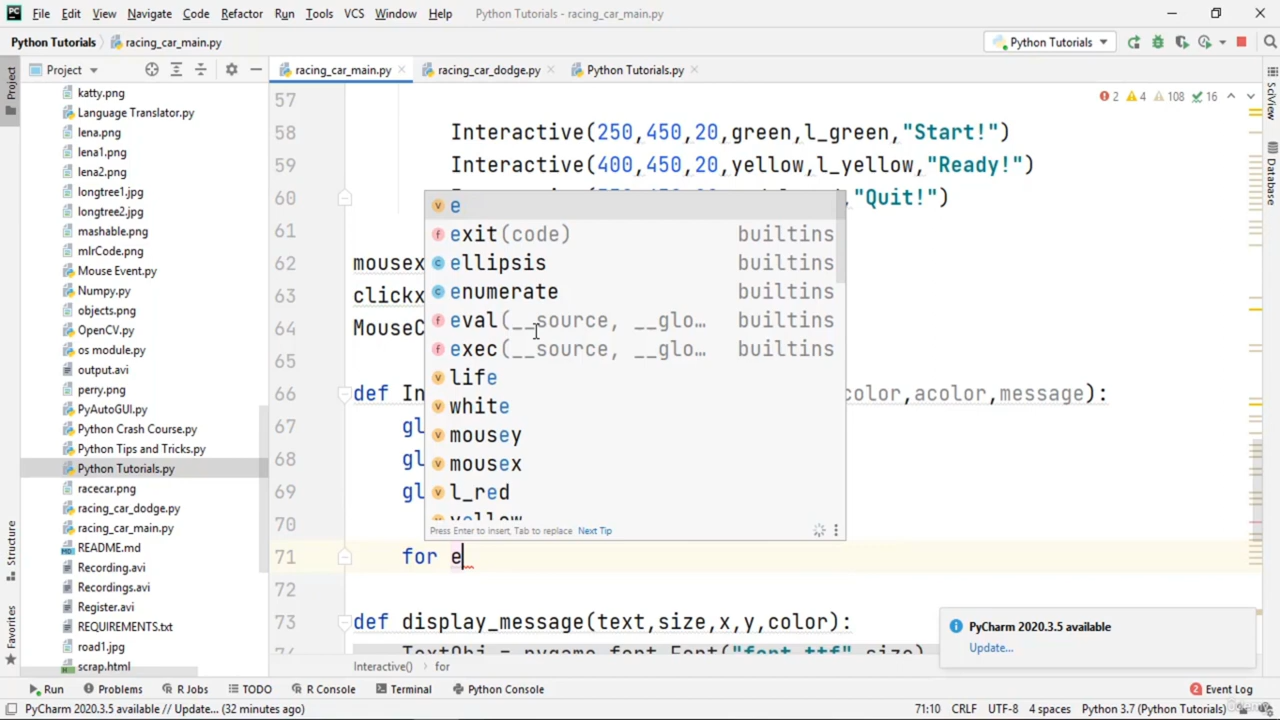 File Edit View Navigate Code Refactor Run Tools VCS Window Help Python Tutorials - racing_car_main.py
Python Tutorials racing_car_main.py Python Tutorials
Project racing_car_main.py racing_car_dodge.py Python Tutorials.py
Project
Structure
Favorites
katty.png
Language Translator.py
lena.png
lena1.png
lena2.png
longtree1.jpg
longtree2.jpg
mashable.png
mlrCode.png
Mouse Event.py
Numpy.py
objects.png
OpenCV.py
os module.py
output.avi
perry.png
PyAutoGUI.py
Python Crash Course.py
Python Tips and Tricks.py
Python Tutorials.py
racecar.png
racing_car_dodge.py
racing_car_main.py
README.md
Recording.avi
Recordings.avi
Register.avi
REQUIREMENTS.txt
road1.png
scrap.html
2 4 108 16
57
58 Interactive(250,450,20,green,l_green,"Start!")
59 Interactive(400,450,20,yellow,l_yellow,"Ready!")
60 ,"Quit!")
61
62 mousex
63 clickx
64 MouseC
65
66 def In color,acolor,message):
67 gl
68 gl
69 gl
70
71 for e
72
73 def display_message(text,size,x,y,color):
TextObj = pygame.font.Font("font.ttf",size)
e
exit(code) builtins
ellipsis builtins
enumerate builtins
eval(__source, __glo… builtins
exec(__source, __glo… builtins
life
white
mousey
mousex
l_red
yellow
Press Enter to insert, Tab to replace Next Tip
SciView
Database
PyCharm 2020.3.5 available
Update...
Interactive() for
Run Problems R Jobs TODO R Console Terminal Python Console Event Log
PyCharm 2020.3.5 available // Update... (32 minutes ago) 71:10 CRLF UTF-8 4 spaces Python 3.7 (Python Tutorials)